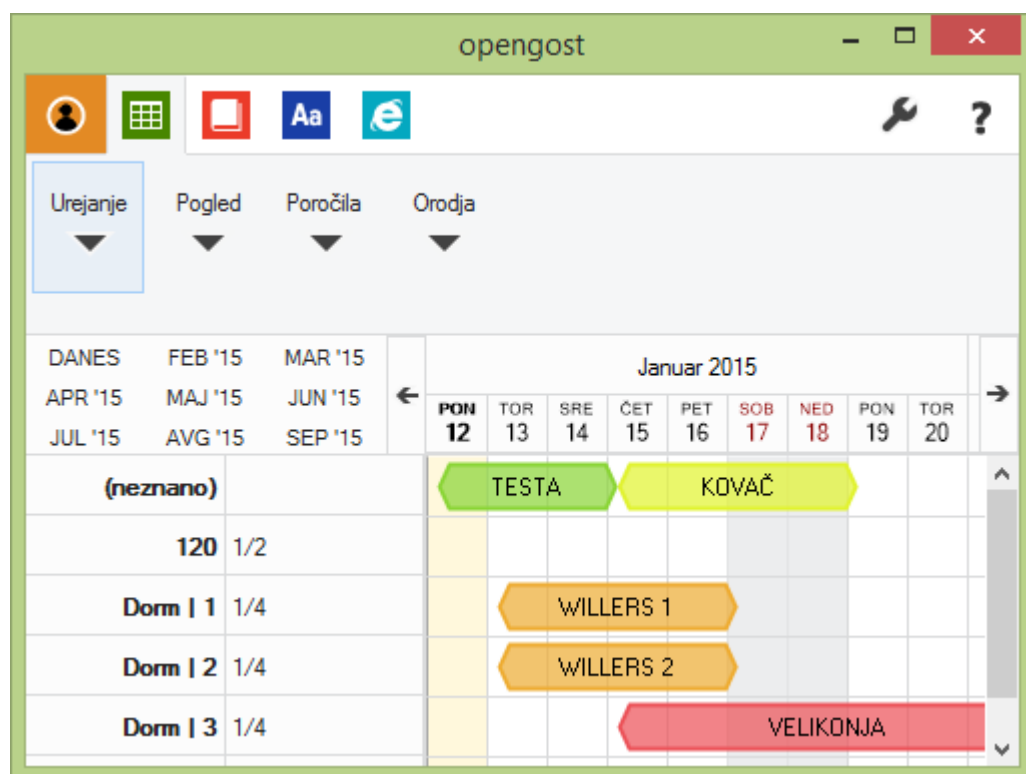 opengost
Aa
?
Urejanje Pogled Poročila Orodja
DANES FEB '15 MAR '15
APR '15 MAJ '15 JUN '15
JUL '15 AVG '15 SEP '15
Januar 2015
PON TOR SRE ČET PET SOB NED PON TOR
12 13 14 15 16 17 18 19 20
(neznano) TESTA KOVAČ
120 1/2
Dorm | 1 1/4 WILLERS 1
Dorm | 2 1/4 WILLERS 2
Dorm | 3 1/4 VELIKONJA